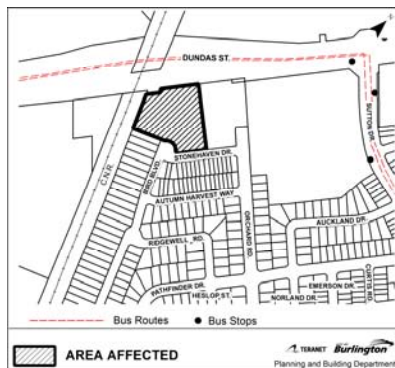 DUNDAS ST.
SUTTON DR.
C.N.R.
STONEHAVEN DR.
BIRD BLVD.
AUTUMN HARVEST WAY
ORCHARD RD.
AUCKLAND DR.
RIDGEWELL RD.
PATHFINDER DR.
HESLOP ST.
EMERSON DR.
NORLAND DR.
CURTIS RD
Bus Routes
Bus Stops
AREA AFFECTED
TERANET
Burlington
Planning and Building Department